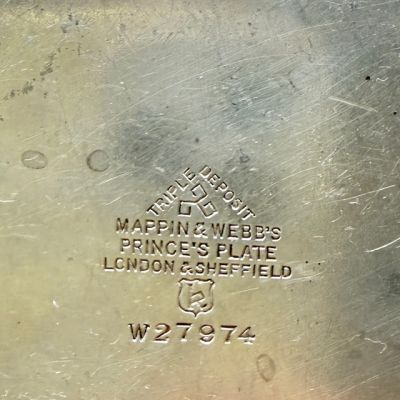 TRIPLE DEPOSIT
MAPPIN & WEBB'S
PRINCE'S PLATE
LONDON & SHEFFIELD
W27974